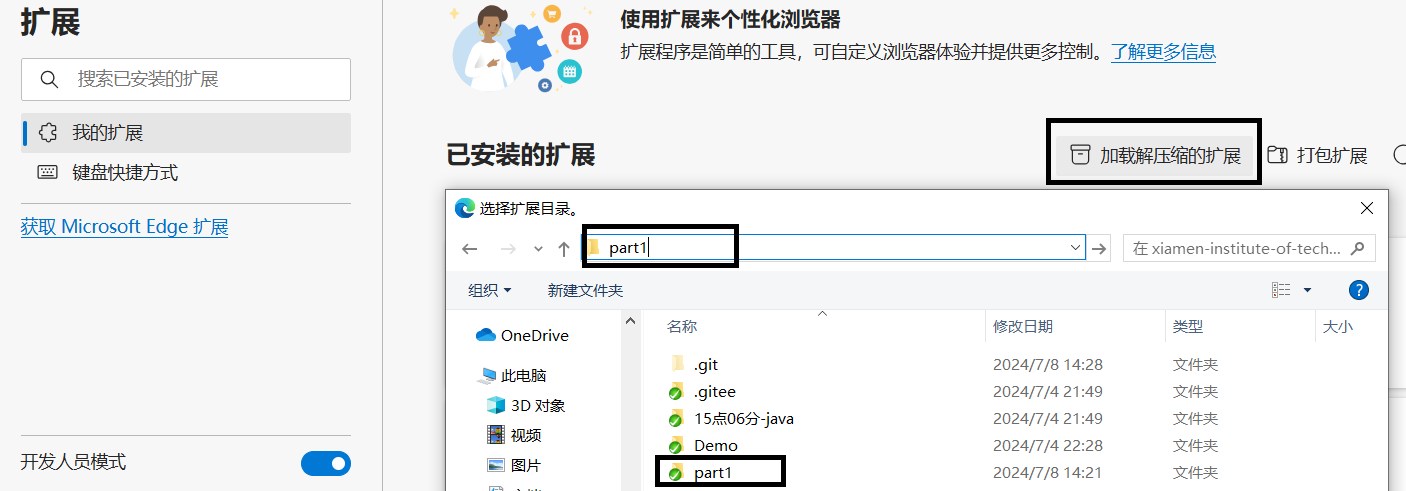 扩展
搜索已安装的扩展
我的扩展
键盘快捷方式
获取 Microsoft Edge 扩展
开发人员模式
使用扩展来个性化浏览器
扩展程序是简单的工具，可自定义浏览器体验并提供更多控制。了解更多信息
已安装的扩展
加载解压缩的扩展
打包扩展
选择扩展目录。
part1
在 xiamen-institute-of-tech...
组织
新建文件夹
?
OneDrive
此电脑
3D 对象
视频
图片
名称 修改日期 类型 大小
.git 2024/7/8 14:28 文件夹
.gitee 2024/7/4 21:49 文件夹
15点06分-java 2024/7/4 21:49 文件夹
Demo 2024/7/4 22:28 文件夹
part1 2024/7/8 14:21 文件夹